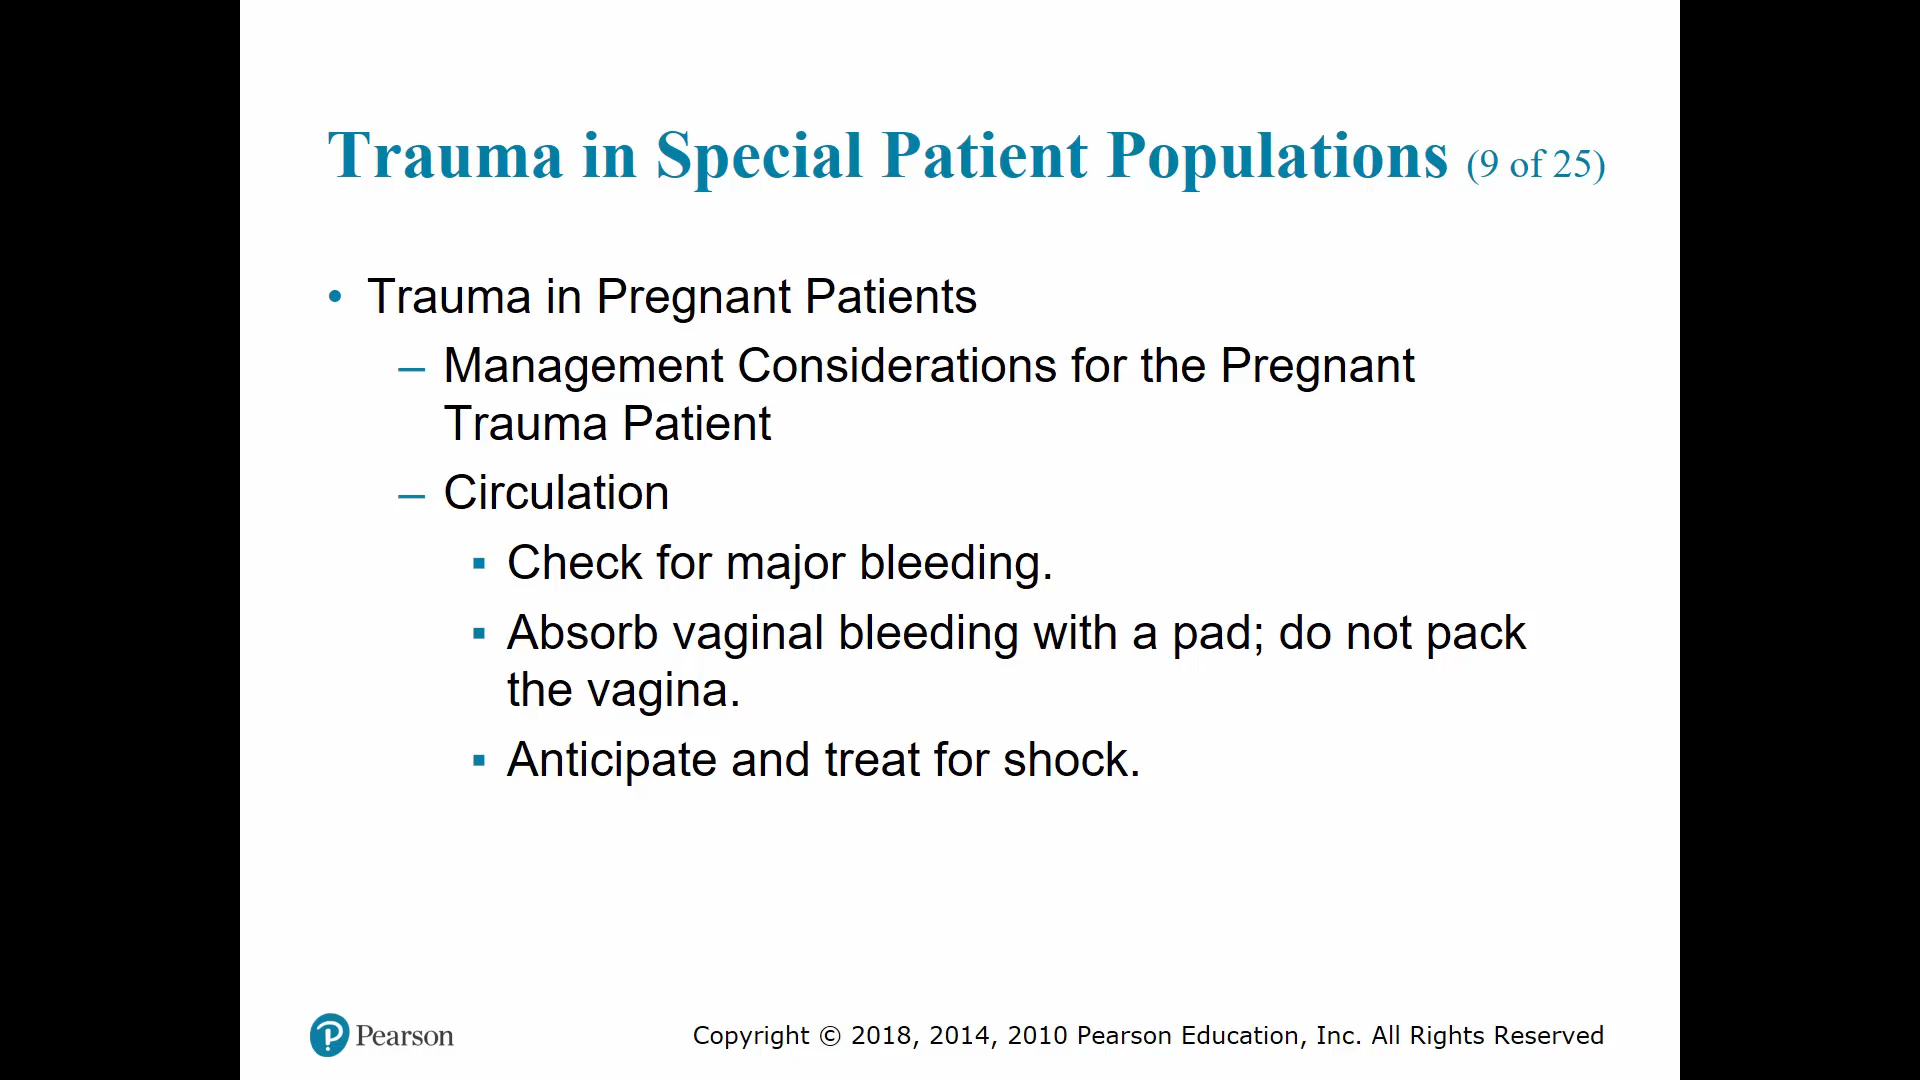 Trauma in Special Patient Populations (9 of 25)
• Trauma in Pregnant Patients
– Management Considerations for the Pregnant
Trauma Patient
– Circulation
▪ Check for major bleeding.
▪ Absorb vaginal bleeding with a pad; do not pack
the vagina.
▪ Anticipate and treat for shock.
Pearson
Copyright © 2018, 2014, 2010 Pearson Education, Inc. All Rights Reserved